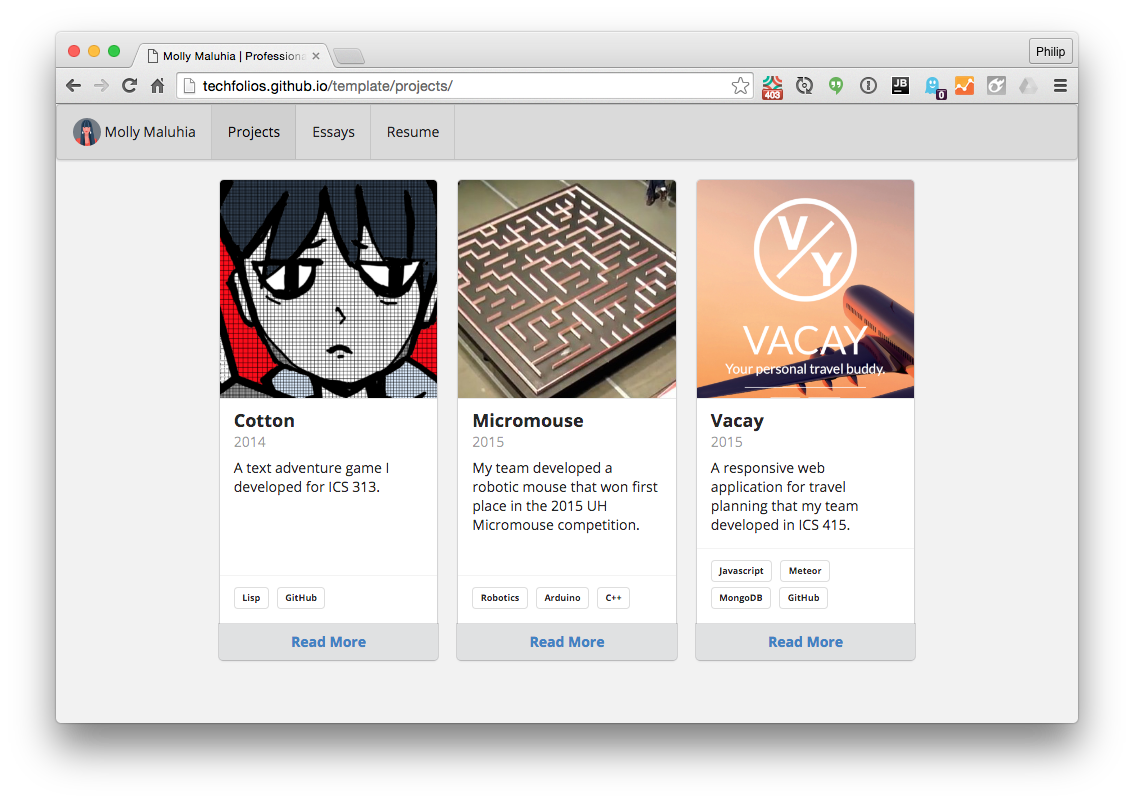 Molly Maluhia | Professiona
Philip
techfolios.github.io/template/projects/
403
JB
0
Molly Maluhia
Projects
Essays
Resume
V/Y
VACAY
Your personal travel buddy.
Cotton
2014
A text adventure game I
developed for ICS 313.
Lisp
GitHub
Read More
Micromouse
2015
My team developed a
robotic mouse that won first
place in the 2015 UH
Micromouse competition.
Robotics
Arduino
C++
Read More
Vacay
2015
A responsive web
application for travel
planning that my team
developed in ICS 415.
Javascript
Meteor
MongoDB
GitHub
Read More